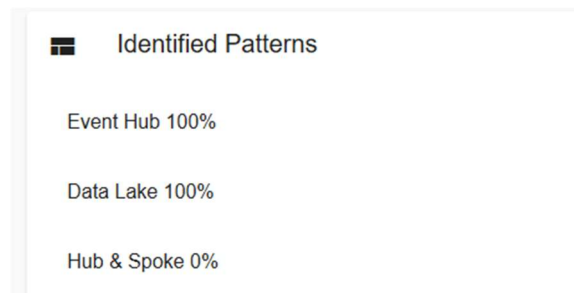 Identified Patterns
Event Hub 100%
Data Lake 100%
Hub & Spoke 0%